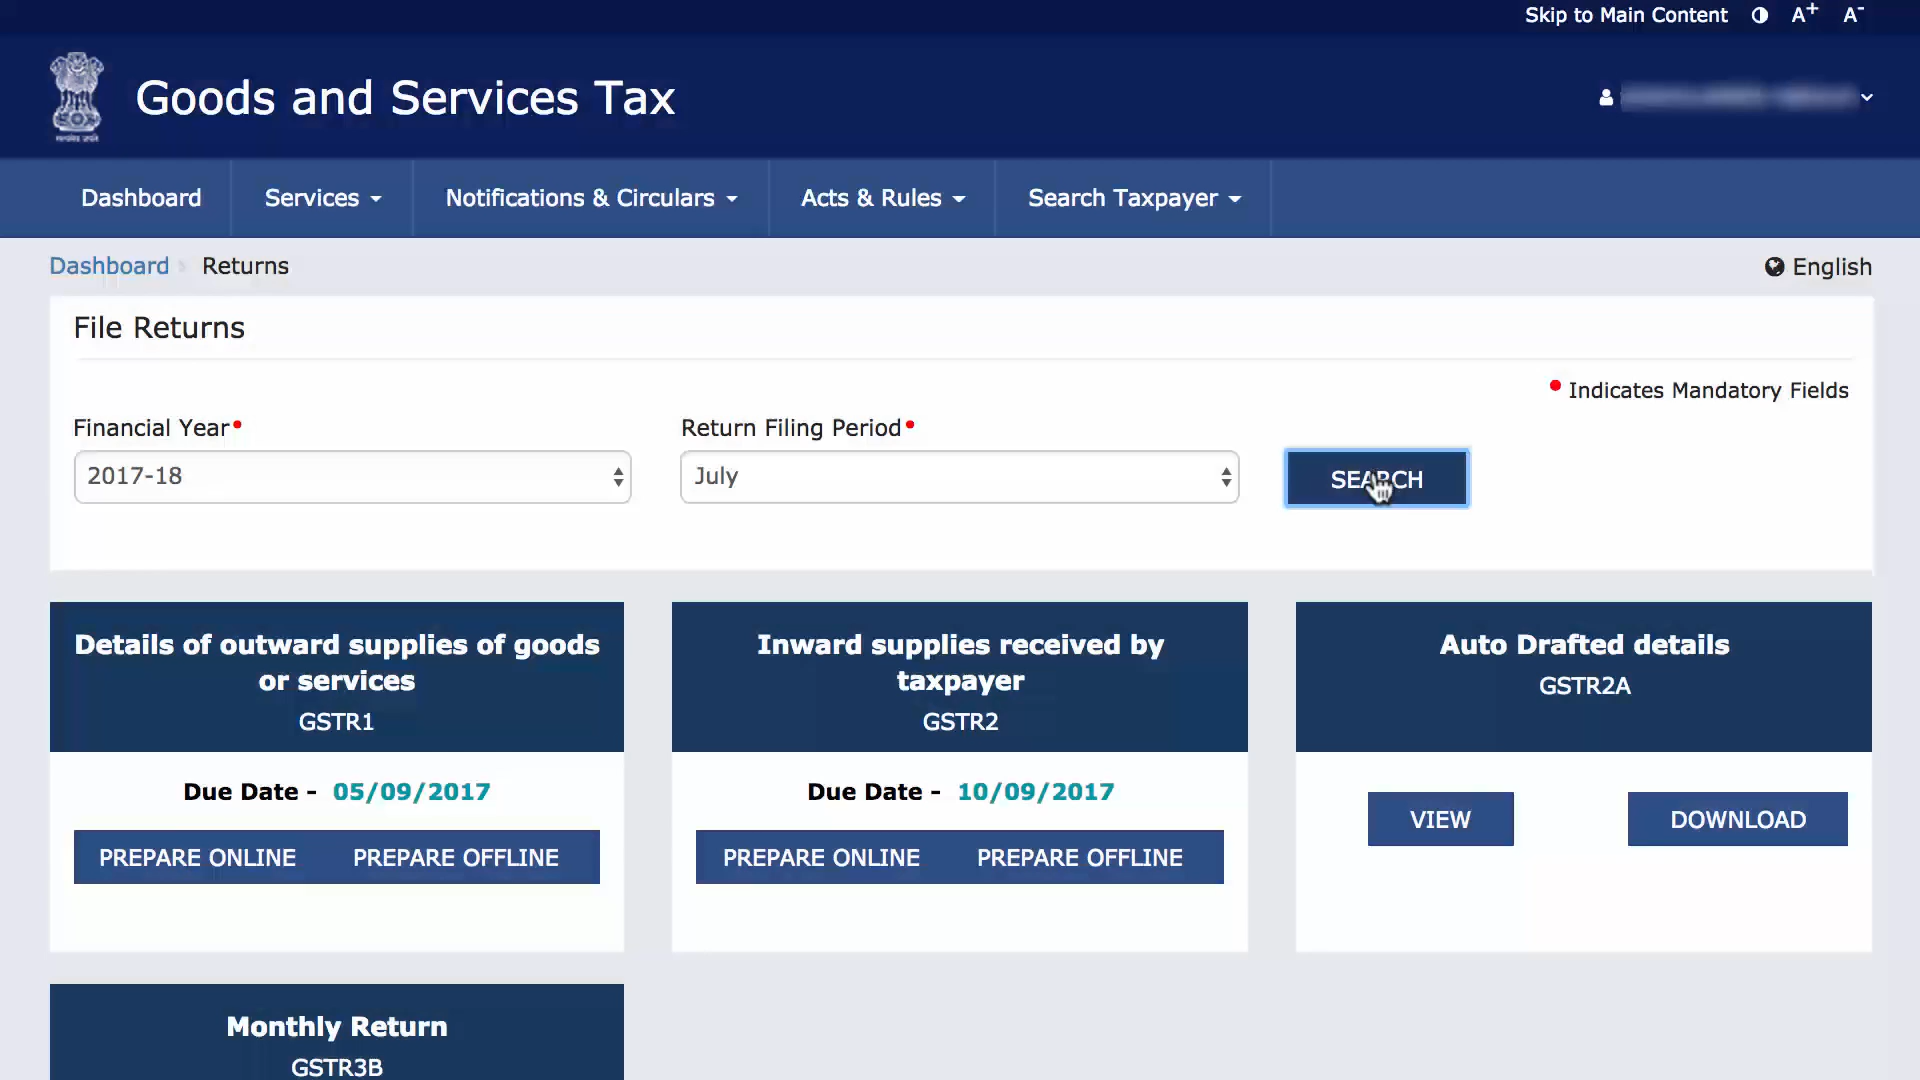 Skip to Main Content A+ A-
Goods and Services Tax
Dashboard Services Notifications & Circulars Acts & Rules Search Taxpayer
Dashboard Returns English
File Returns
Indicates Mandatory Fields
Financial Year Return Filing Period
2017-18 July SEARCH
Details of outward supplies of goods
or services
GSTR1
Due Date - 05/09/2017
PREPARE ONLINE PREPARE OFFLINE
Inward supplies received by
taxpayer
GSTR2
Due Date - 10/09/2017
PREPARE ONLINE PREPARE OFFLINE
Auto Drafted details
GSTR2A
VIEW DOWNLOAD
Monthly Return
GSTR3B